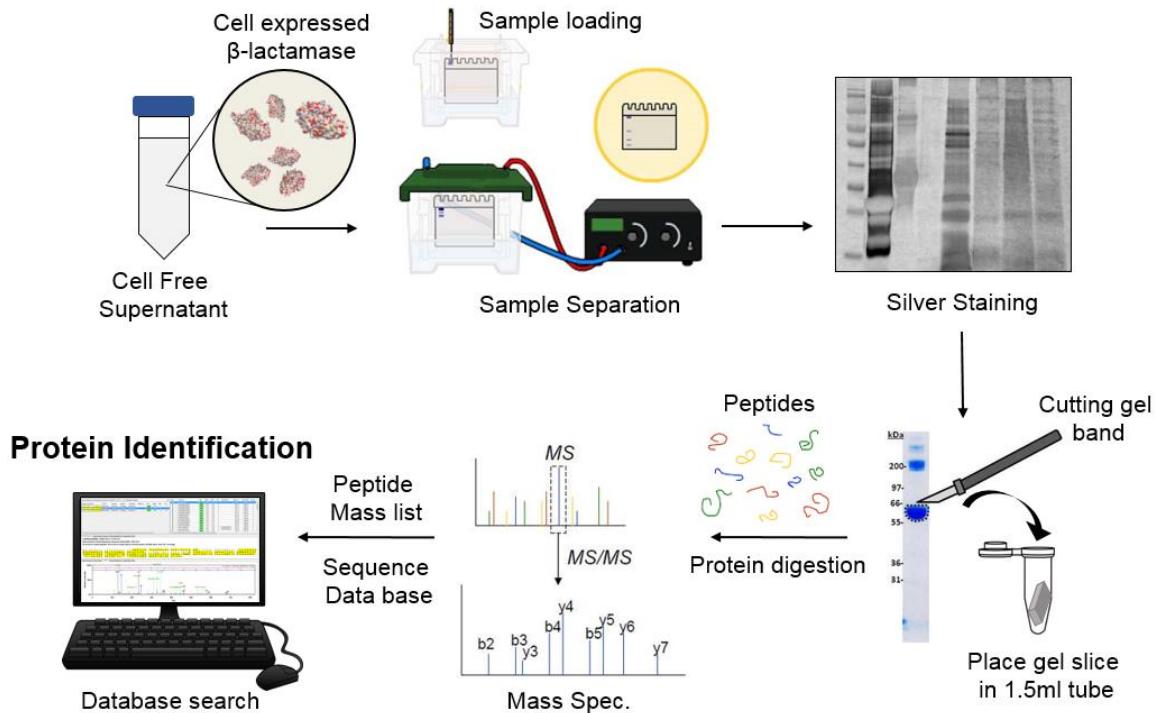 Cell expressed
β-lactamase
Sample loading
Cell Free
Supernatant
Sample Separation
Silver Staining
Cutting gel
band
kDa
200-
97-
66-
55-
36-
31-
Place gel slice
in 1.5ml tube
Peptides
Protein digestion
MS
MS/MS
b2
b3
y3
b4
y4
b5
y5
y6
y7
Mass Spec.
Peptide
Mass list
Sequence
Data base
Protein Identification
Database search